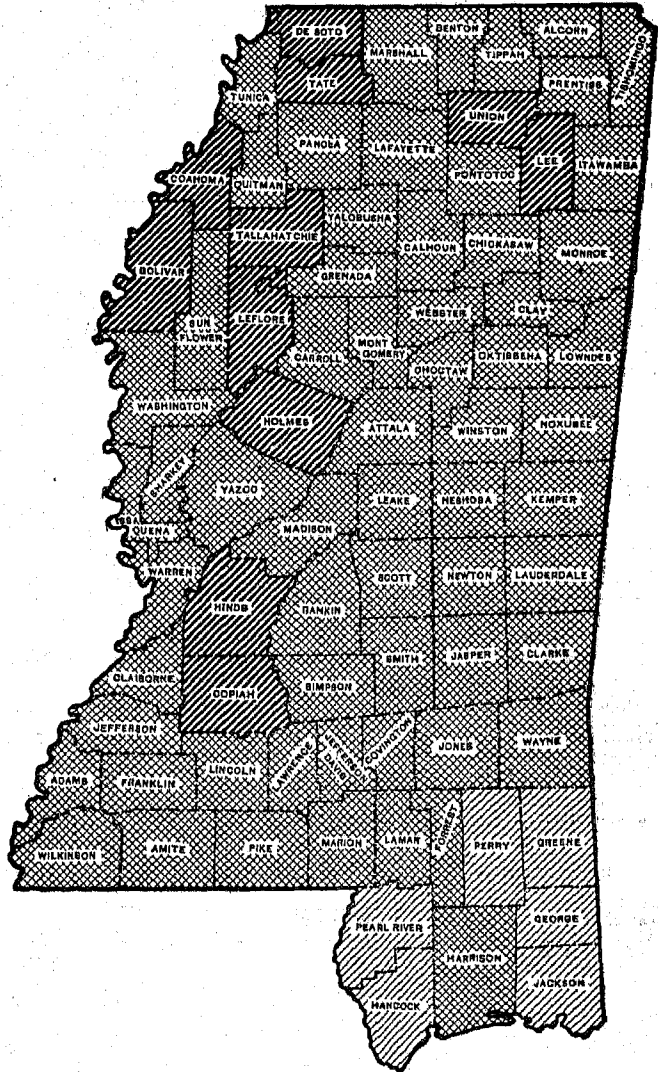 DE SOTO
MARSHALL
BENTON
TIPPAH
ALCORN
TISHOMINGO
PRENTISS
TATE
TUNICA
UNION
PANOLA
LAFAYETTE
LEE
ITAWAMBA
PONTOTOC
COAHOMA
QUITMAN
YALOBUSHA
TALLAHATCHIE
CALHOUN
CHICKASAW
MONROE
BOLIVAR
GRENADA
LEFLORE
SUN
FLOWER
WEBSTER
CLAY
MONT
GOMERY
CARROLL
CHOCTAW
OKTIBBEHA
LOWNDES
WASHINGTON
HOLMES
ATTALA
WINSTON
NOXUBEE
SHARKEY
YAZOO
LEAKE
NESHOBA
KEMPER
ISSA
QUENA
MADISON
WARREN
SCOTT
NEWTON
LAUDERDALE
HINDS
RANKIN
SMITH
JASPER
CLARKE
CLAIBORNE
COPIAH
SIMPSON
JEFFERSON
LINCOLN
LAWRENCE
JEFFERSON
DAVIS
COVINGTON
JONES
WAYNE
ADAMS
FRANKLIN
WILKINSON
AMITE
PIKE
MARION
LAMAR
FORREST
PERRY
GREENE
PEARL RIVER
GEORGE
HARRISON
HANCOCK
JACKSON